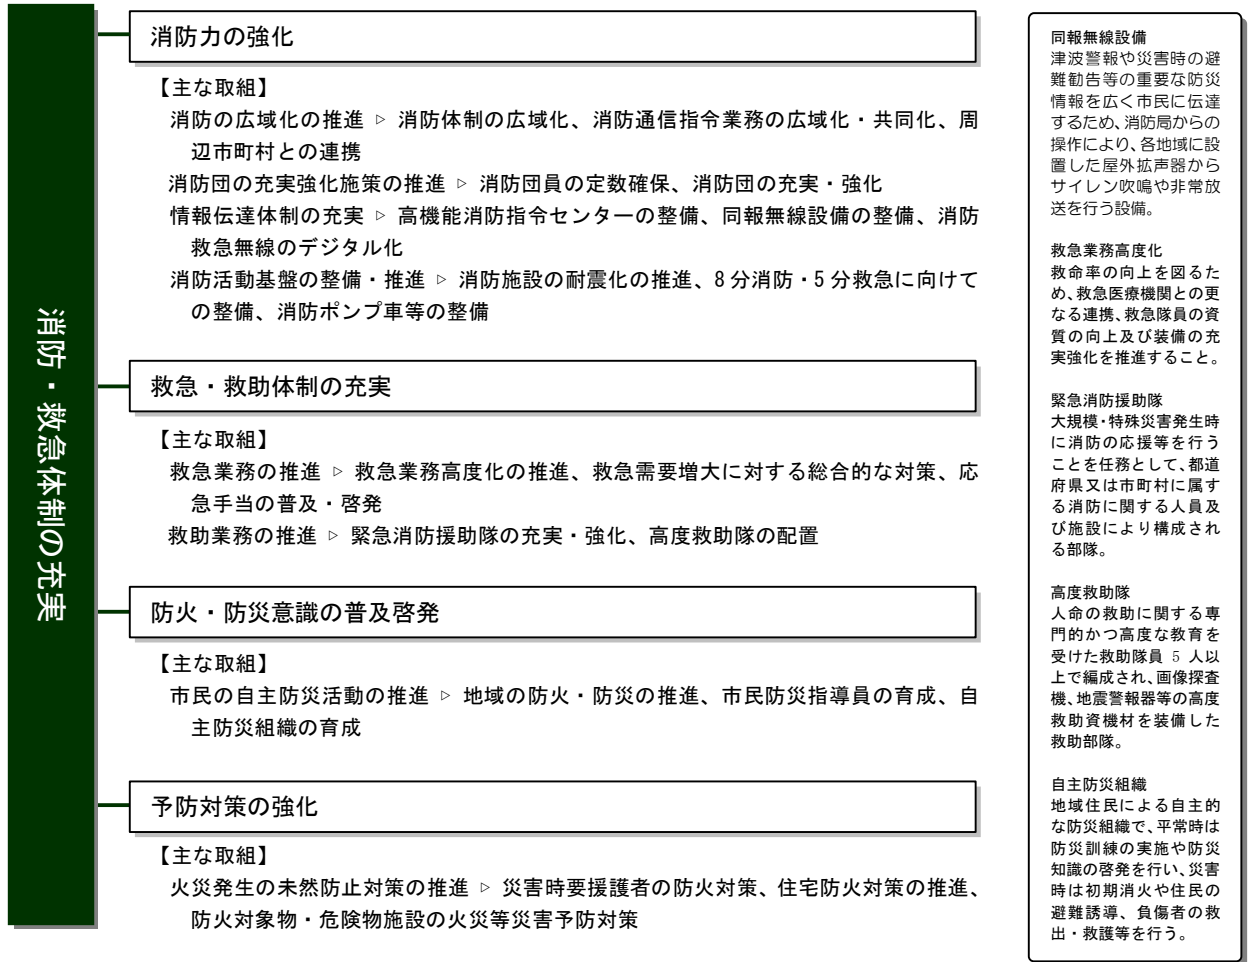 消防・救急体制の充実
消防力の強化
【主な取組】
消防の広域化の推進 ▷ 消防体制の広域化、消防通信指令業務の広域化・共同化、周
辺市町村との連携
消防団の充実強化施策の推進 ▷ 消防団員の定数確保、消防団の充実・強化
情報伝達体制の充実 ▷ 高機能消防指令センターの整備、同報無線設備の整備、消防
救急無線のデジタル化
消防活動基盤の整備・推進 ▷ 消防施設の耐震化の推進、8分消防・5分救急に向けて
の整備、消防ポンプ車等の整備
救急・救助体制の充実
【主な取組】
救急業務の推進 ▷ 救急業務高度化の推進、救急需要増大に対する総合的な対策、応
急手当の普及・啓発
救助業務の推進 ▷ 緊急消防援助隊の充実・強化、高度救助隊の配置
防火・防災意識の普及啓発
【主な取組】
市民の自主防災活動の推進 ▷ 地域の防火・防災の推進、市民防災指導員の育成、自
主防災組織の育成
予防対策の強化
【主な取組】
火災発生の未然防止対策の推進 ▷ 災害時要援護者の防火対策、住宅防火対策の推進、
防火対象物・危険物施設の火災等災害予防対策
同報無線設備
津波警報や災害時の避
難勧告等の重要な防災
情報を広く市民に伝達
するため、消防局からの
操作により、各地域に設
置した屋外拡声器から
サイレン吹鳴や非常放
送を行う設備。
救急業務高度化
救命率の向上を図るた
め、救急医療機関との更
なる連携、救急隊員の資
質の向上及び装備の充
実強化を推進すること。
緊急消防援助隊
大規模・特殊災害発生時
に消防の応援等を行う
ことを任務として、都道
府県又は市町村に属す
る消防に関する人員及
び施設により構成され
る部隊。
高度救助隊
人命の救助に関する専
門的かつ高度な教育を
受けた救助隊員 5 人以
上で編成され、画像探査
機、地震警報器等の高度
救助資機材を装備した
救助部隊。
自主防災組織
地域住民による自主的
な防災組織で、平常時は
防災訓練の実施や防災
知識の啓発を行い、災害
時は初期消火や住民の
避難誘導、負傷者の救
出・救護等を行う。